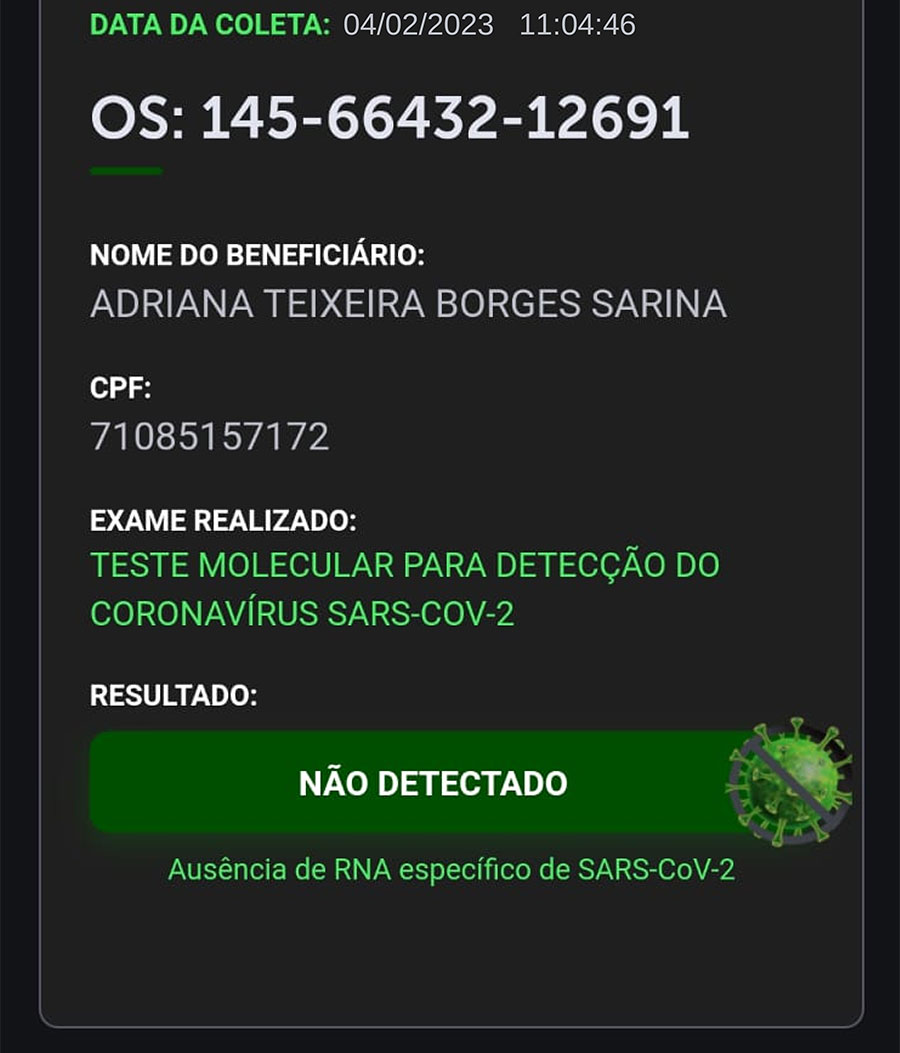 DATA DA COLETA: 04/02/2023 11:04:46
OS: 145-66432-12691
NOME DO BENEFICIÁRIO:
ADRIANA TEIXEIRA BORGES SARINA
CPF:
71085157172
EXAME REALIZADO:
TESTE MOLECULAR PARA DETECÇÃO DO
CORONAVÍRUS SARS-COV-2
RESULTADO:
NÃO DETECTADO
Ausência de RNA específico de SARS-CoV-2